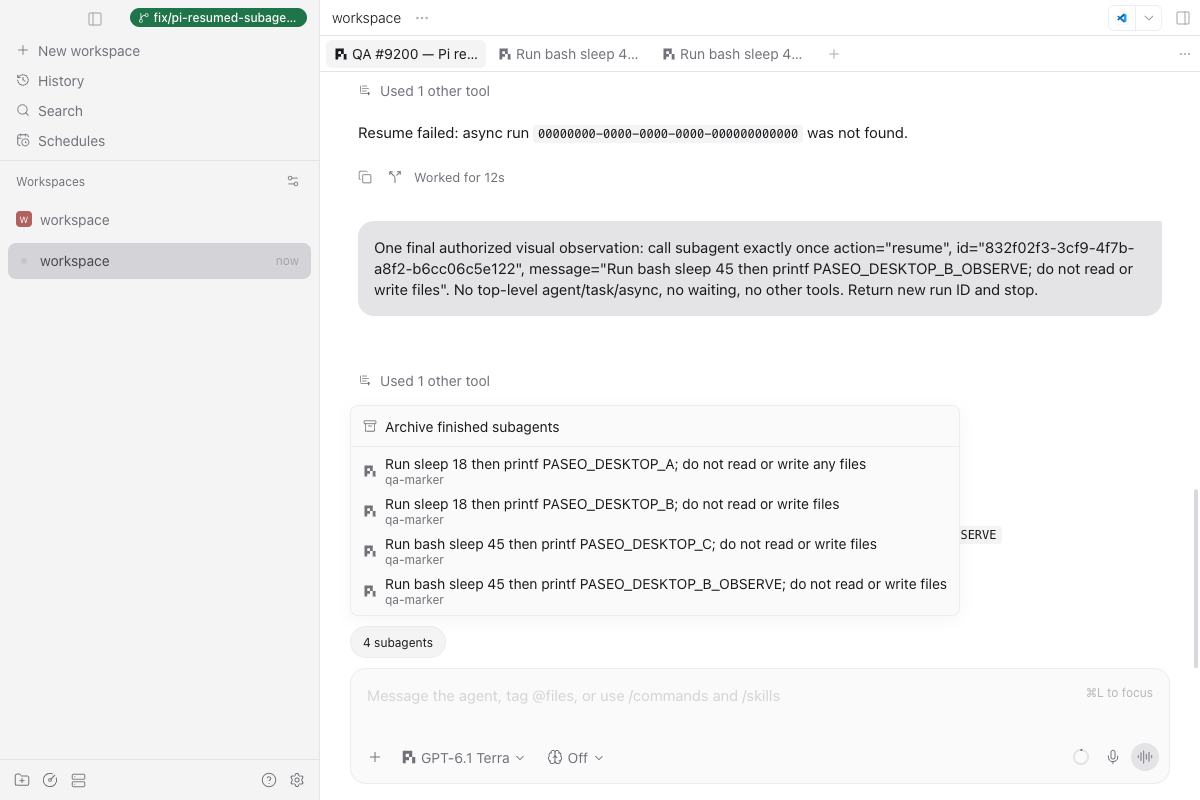 fix/pi-resumed-subage...
New workspace
History
Search
Schedules
Workspaces
W workspace
workspace now
workspace
QA #9200 — Pi re...
Run bash sleep 4...
Run bash sleep 4...
Used 1 other tool
Resume failed: async run 00000000-0000-0000-0000-000000000000 was not found.
Worked for 12s
One final authorized visual observation: call subagent exactly once action="resume", id="832f02f3-3cf9-4f7b-
a8f2-b6cc06c5e122", message="Run bash sleep 45 then printf PASEO_DESKTOP_B_OBSERVE; do not read or
write files". No top-level agent/task/async, no waiting, no other tools. Return new run ID and stop.
Used 1 other tool
Archive finished subagents
Run sleep 18 then printf PASEO_DESKTOP_A; do not read or write any files
qa-marker
Run sleep 18 then printf PASEO_DESKTOP_B; do not read or write files
qa-marker
SERVE
Run bash sleep 45 then printf PASEO_DESKTOP_C; do not read or write files
qa-marker
Run bash sleep 45 then printf PASEO_DESKTOP_B_OBSERVE; do not read or write files
qa-marker
4 subagents
Message the agent, tag @files, or use /commands and /skills
⌘L to focus
GPT-6.1 Terra
Off